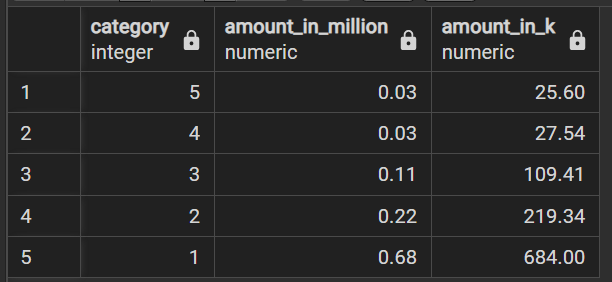 category amount_in_million amount_in_k
integer numeric numeric
1 5 0.03 25.60
2 4 0.03 27.54
3 3 0.11 109.41
4 2 0.22 219.34
5 1 0.68 684.00